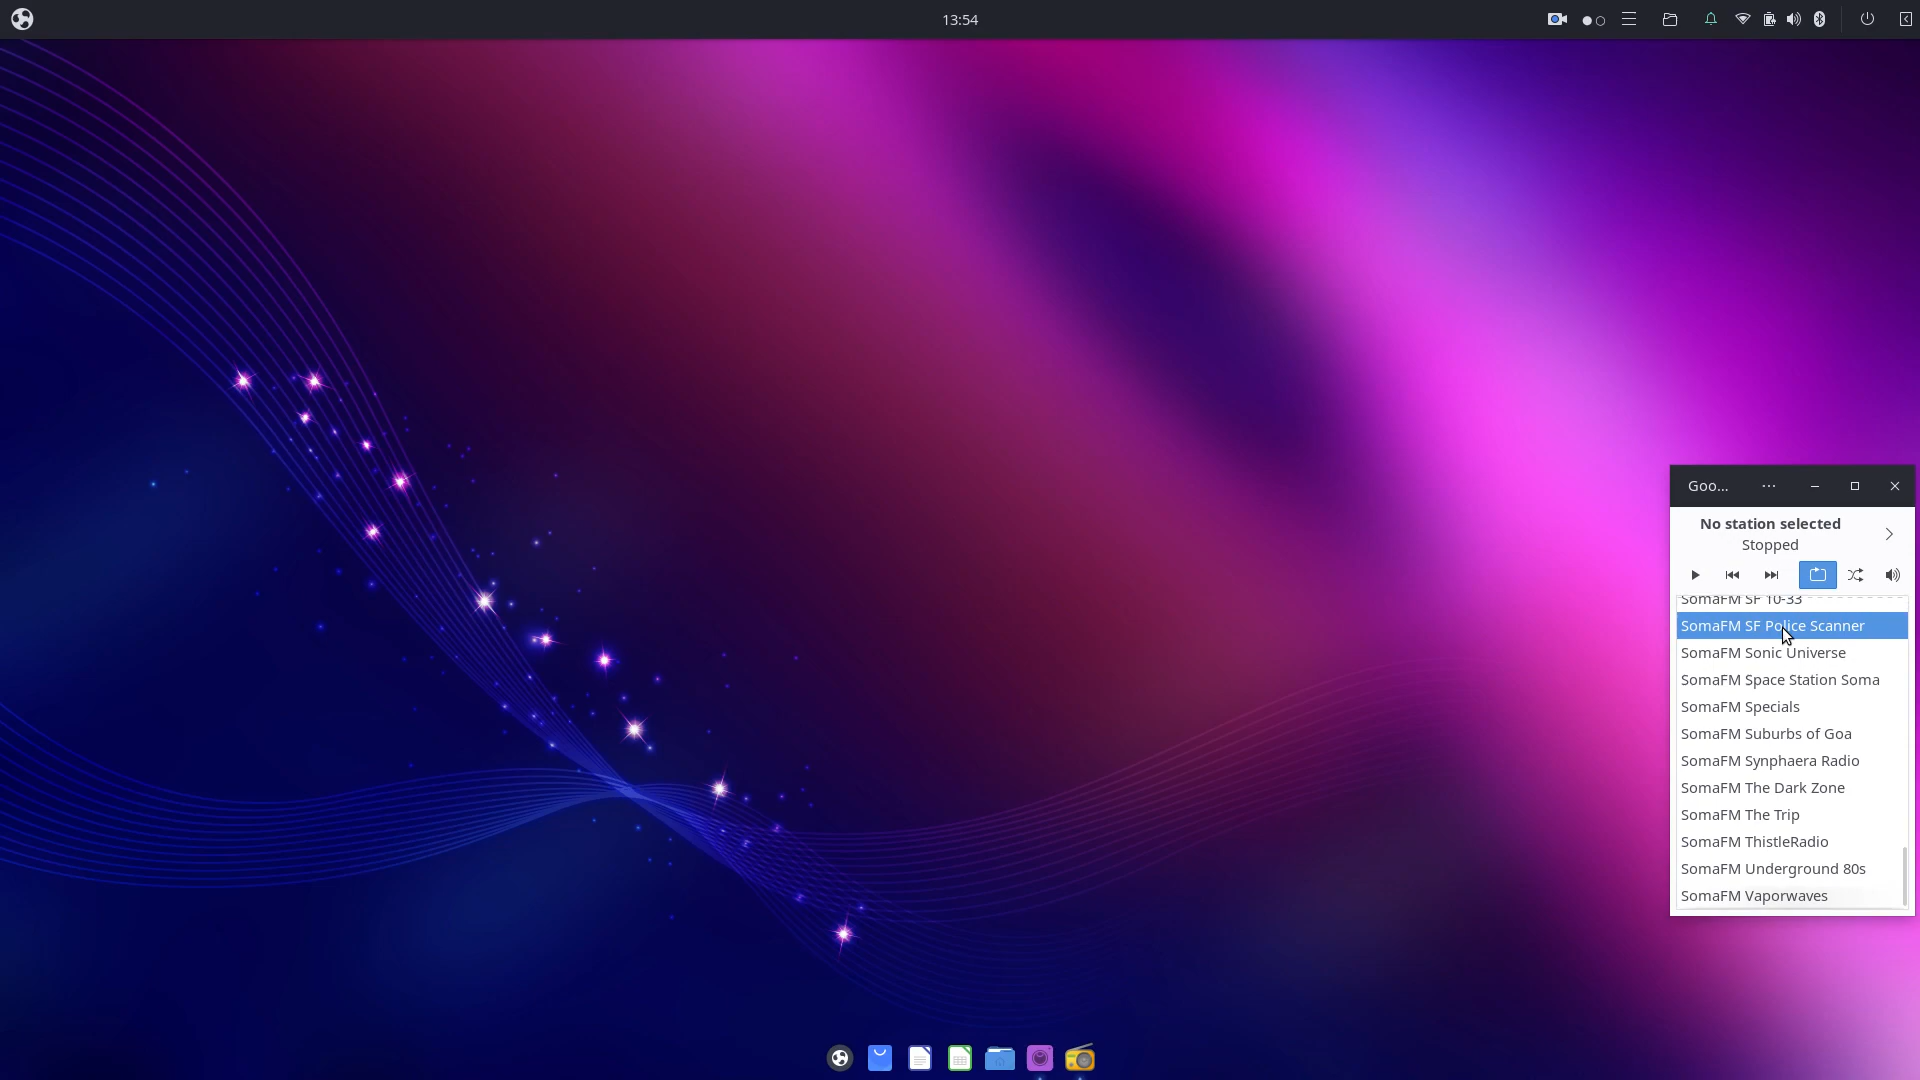 13:54
Goo...
No station selected
Stopped
SomaFM SF 10-33
SomaFM SF Police Scanner
SomaFM Sonic Universe
SomaFM Space Station Soma
SomaFM Specials
SomaFM Suburbs of Goa
SomaFM Synphaera Radio
SomaFM The Dark Zone
SomaFM The Trip
SomaFM ThistleRadio
SomaFM Underground 80s
SomaFM Vaporwaves